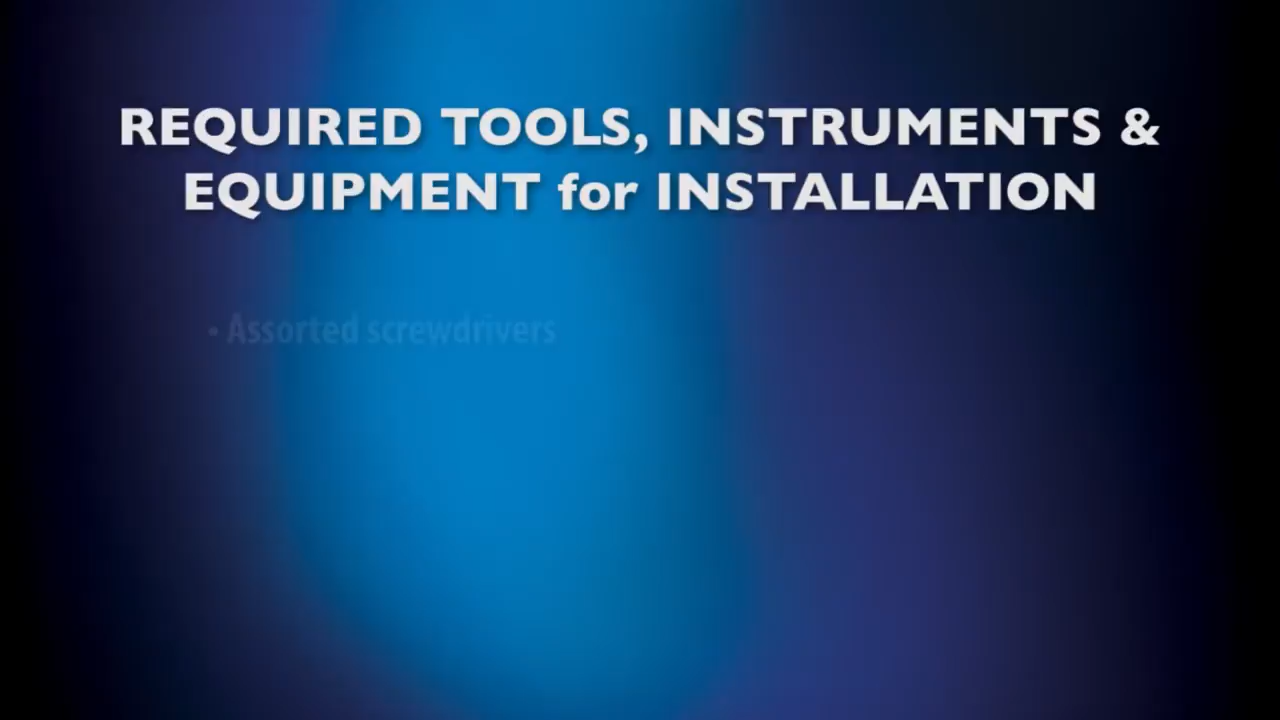 REQUIRED TOOLS, INSTRUMENTS &
EQUIPMENT for INSTALLATION
• Assorted screwdrivers